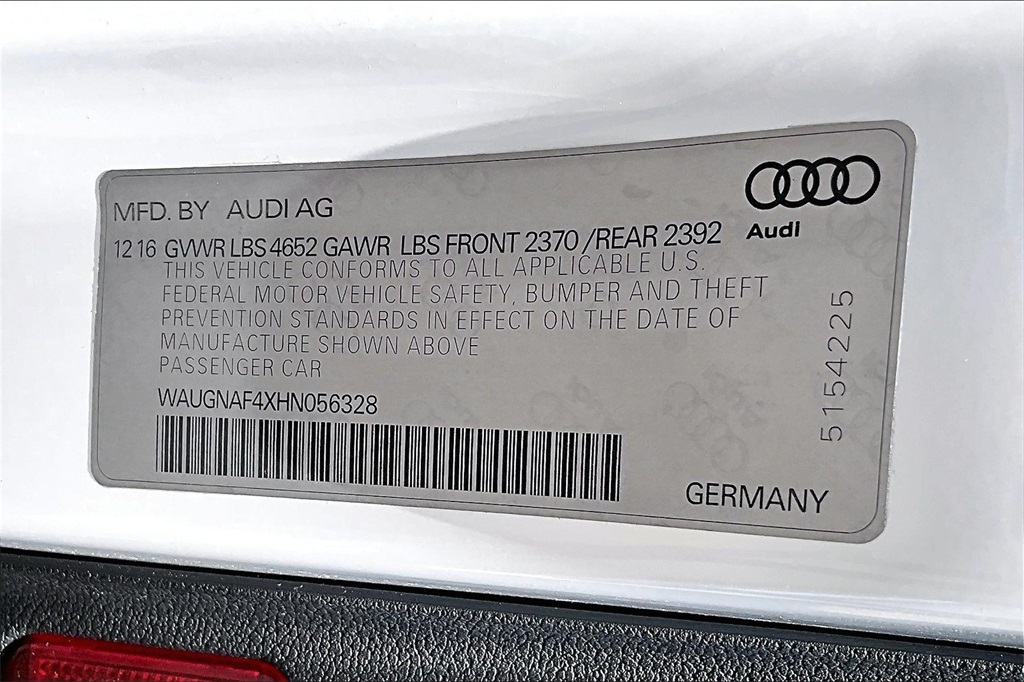 MFD. BY AUDI AG
12 16 GVWR LBS 4652 GAWR LBS FRONT 2370 /REAR 2392
THIS VEHICLE CONFORMS TO ALL APPLICABLE U.S.
FEDERAL MOTOR VEHICLE SAFETY, BUMPER AND THEFT
PREVENTION STANDARDS IN EFFECT ON THE DATE OF
MANUFACTURE SHOWN ABOVE
PASSENGER CAR
WAUGNAF4XHN056328
Audi
5154225
GERMANY